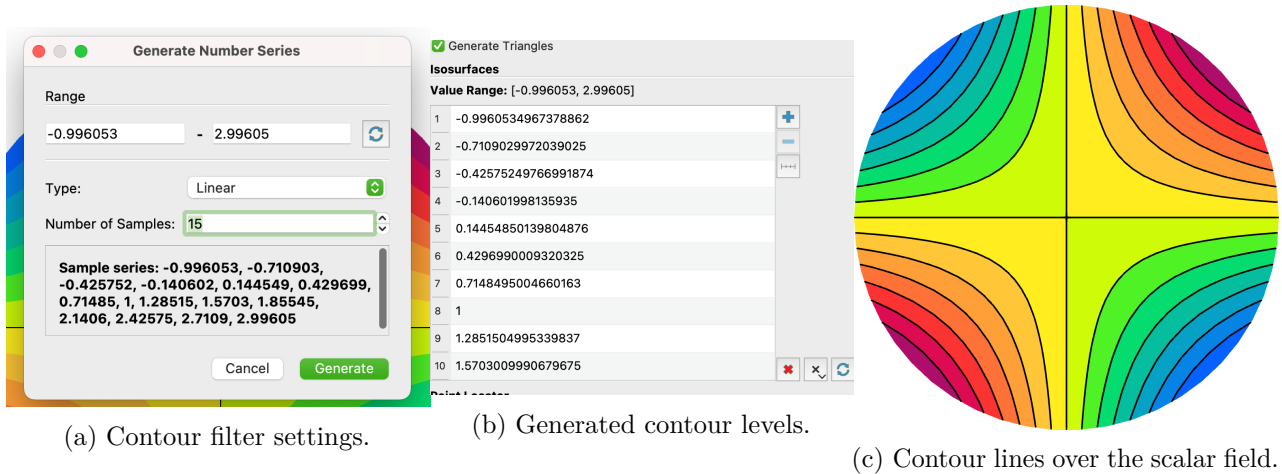 Generate Number Series
Range
-0.996053 - 2.99605
Type: Linear
Number of Samples: 15
Sample series: -0.996053, -0.710903,
-0.425752, -0.140602, 0.144549, 0.429699,
0.71485, 1, 1.28515, 1.5703, 1.85545,
2.1406, 2.42575, 2.7109, 2.99605
Cancel Generate
(a) Contour filter settings.
Generate Triangles
Isosurfaces
Value Range: [-0.996053, 2.99605]
1 -0.9960534967378862
2 -0.7109029972039025
3 -0.42575249766991874
4 -0.140601998135935
5 0.14454850139804876
6 0.4296990009320325
7 0.7148495004660163
8 1
9 1.2851504995339837
10 1.5703009990679675
Point Locator
(b) Generated contour levels.
(c) Contour lines over the scalar field.